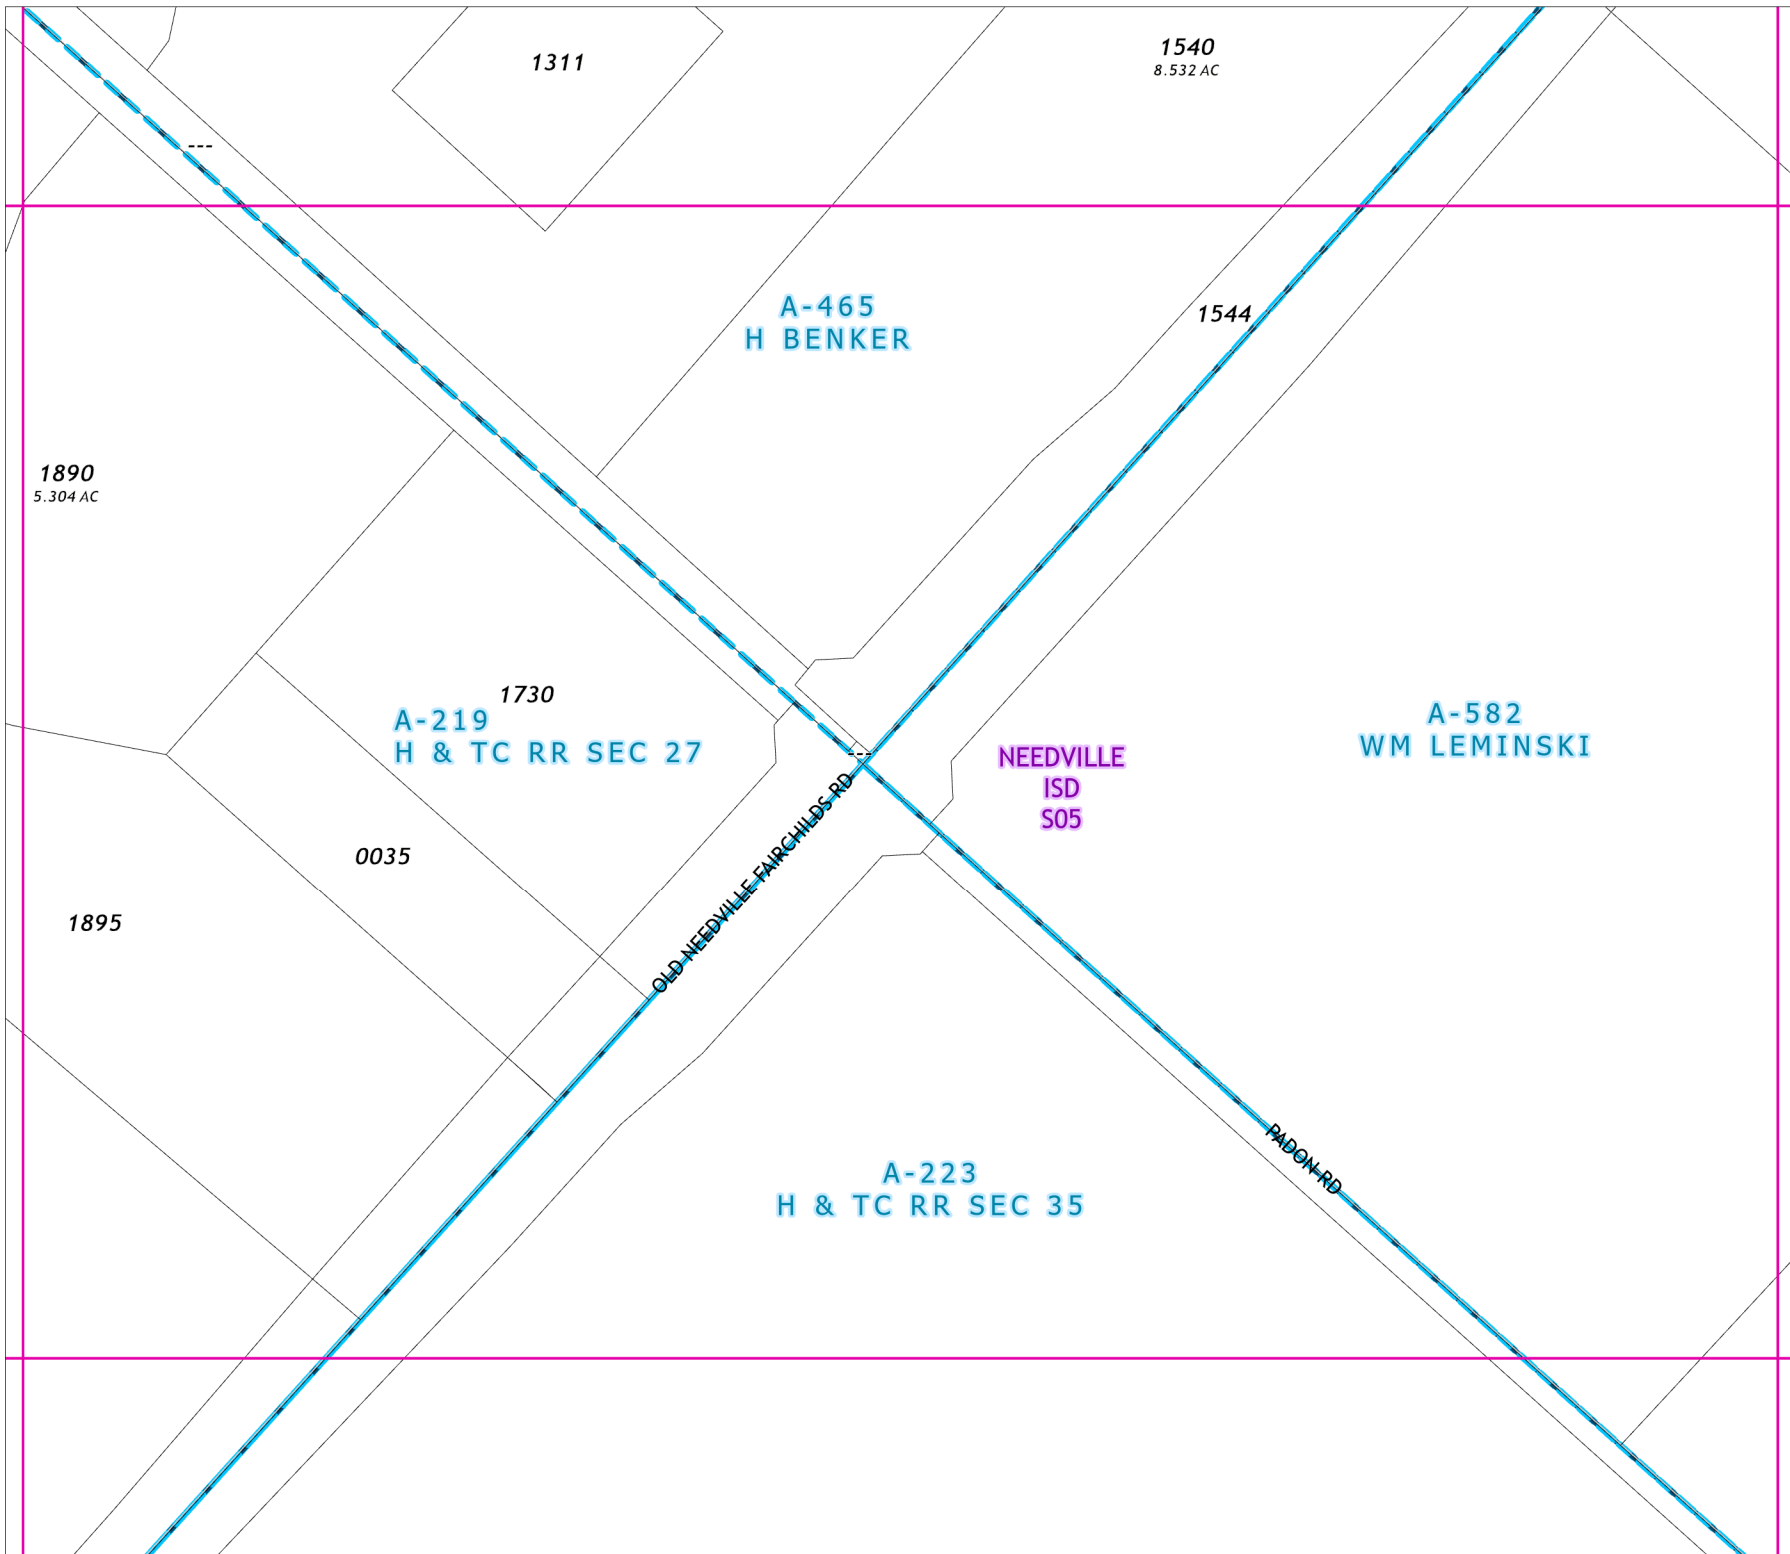 1311
1540
8.532 AC
---
A-465
H BENKER
1544
1890
5.304 AC
1730
A-219
H & TC RR SEC 27
A-582
WM LEMINSKI
---
NEEDVILLE
ISD
S05
OLD NEEDVILLE FAIRCHILDS RD
0035
1895
PADON RD
A-223
H & TC RR SEC 35